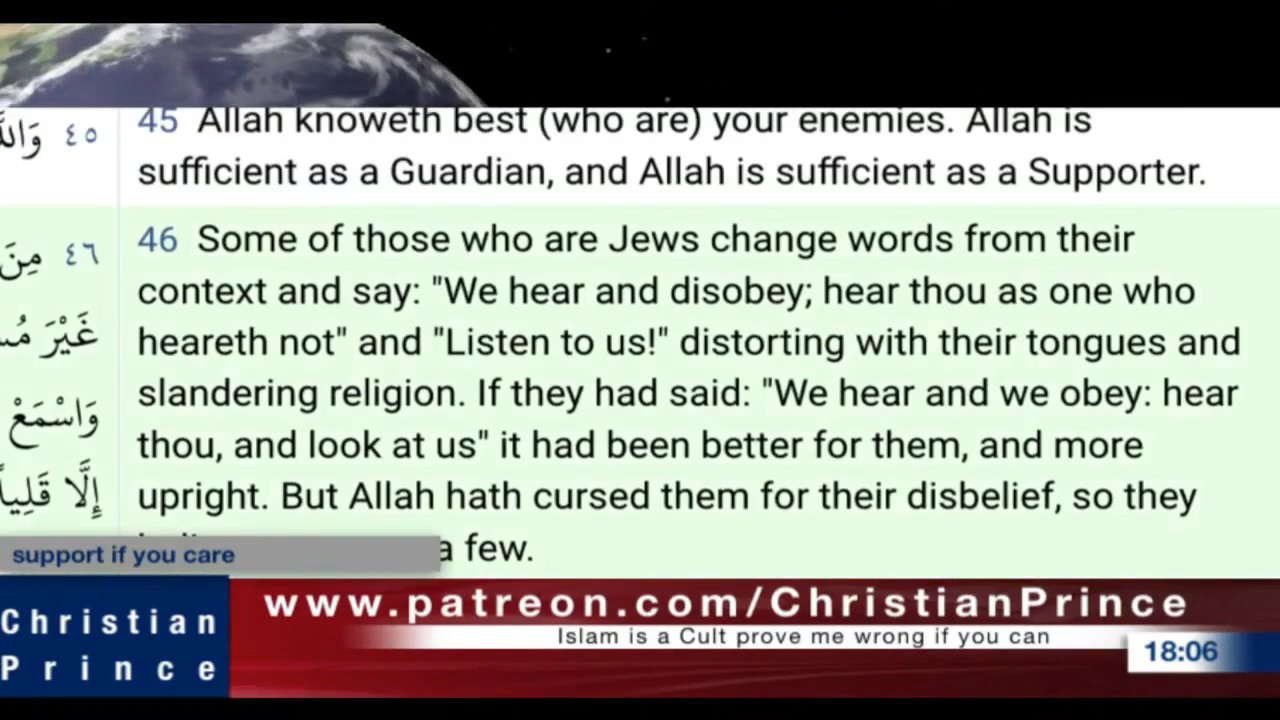 وَاللَّ ٤٥ 45 Allah knoweth best (who are) your enemies. Allah is
sufficient as a Guardian, and Allah is sufficient as a Supporter.
مِنَ ٤٦ 46 Some of those who are Jews change words from their
context and say: "We hear and disobey; hear thou as one who
غَيْرَ heareth not" and "Listen to us!" distorting with their tongues and
slandering religion. If they had said: "We hear and we obey: hear
وَاسْمَعْ thou, and look at us" it had been better for them, and more
إِلَّا upright. But Allah hath cursed them for their disbelief, so they
a few.
support if you care
Christian
Prince
www.patreon.com/ChristianPrince
Islam is a Cult prove me wrong if you can
18:06